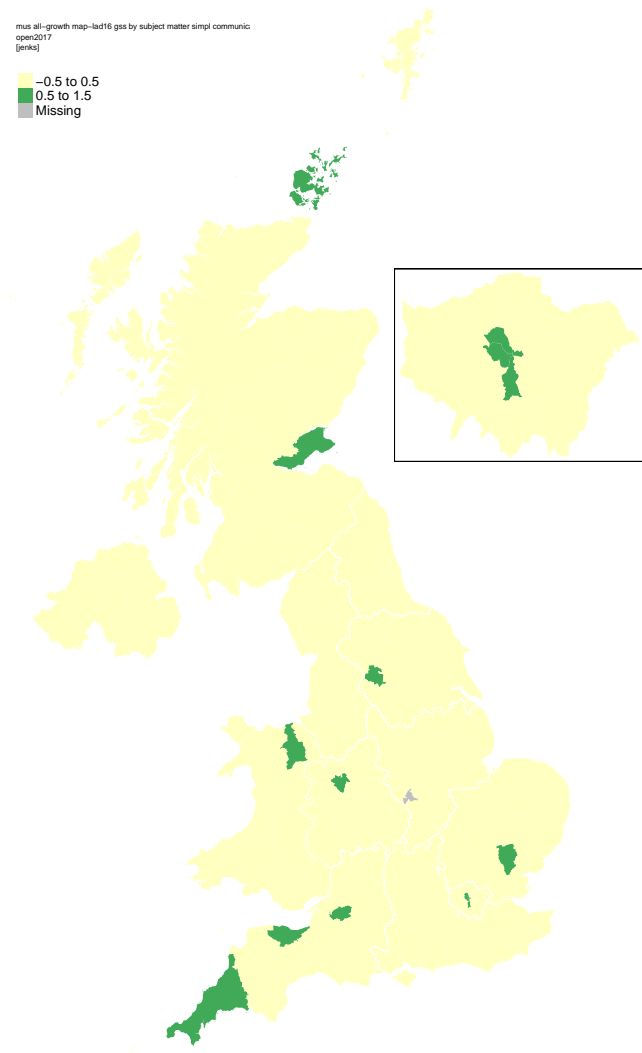 mus all−growth map−lad16 gss by subject matter simpl communic
open2017
[jenks]
−0.5 to 0.5
0.5 to 1.5
Missing